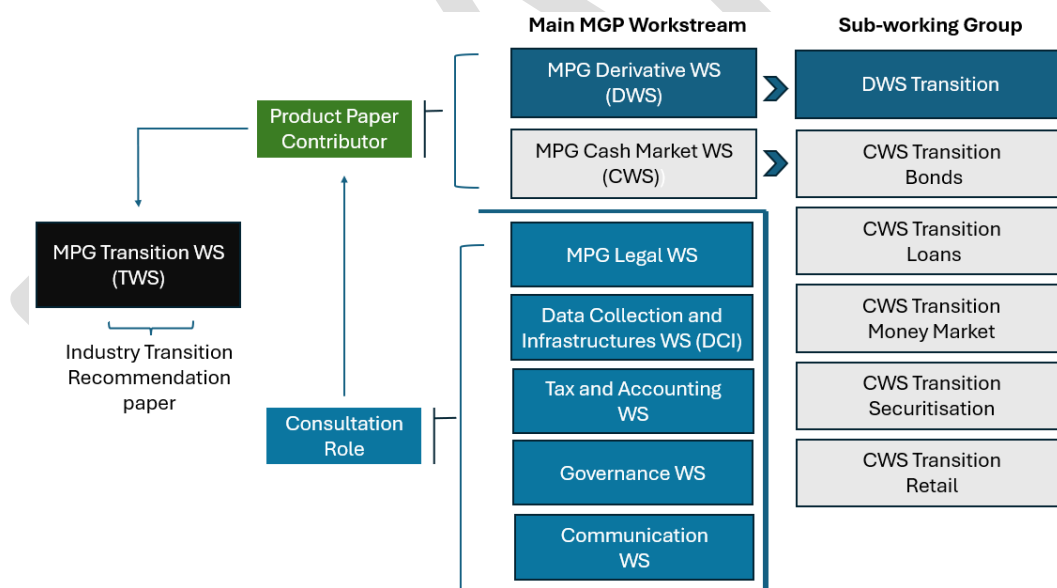 Main MGP Workstream
Sub-working Group
MPG Derivative WS
(DWS)
DWS Transition
Product Paper
Contributor
MPG Cash Market WS
(CWS)
CWS Transition
Bonds
CWS Transition
Loans
MPG Transition WS
(TWS)
MPG Legal WS
CWS Transition
Money Market
Data Collection and
Infrastructures WS (DCI)
Industry Transition
Recommendation
paper
Tax and Accounting
WS
CWS Transition
Securitisation
Consultation
Role
Governance WS
CWS Transition
Retail
Communication
WS